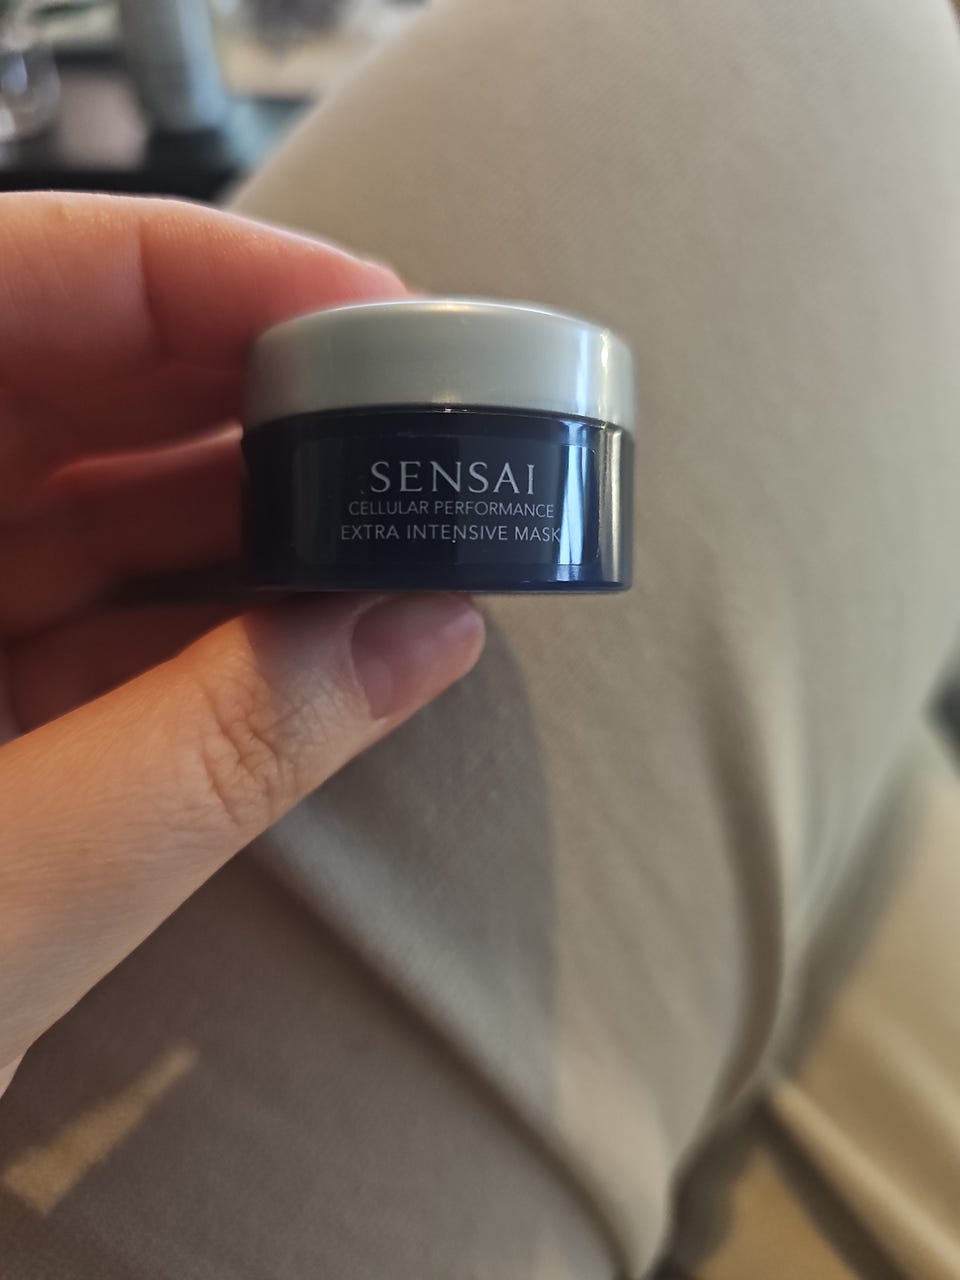 SENSAI
CELLULAR PERFORMANCE
EXTRA INTENSIVE MASK